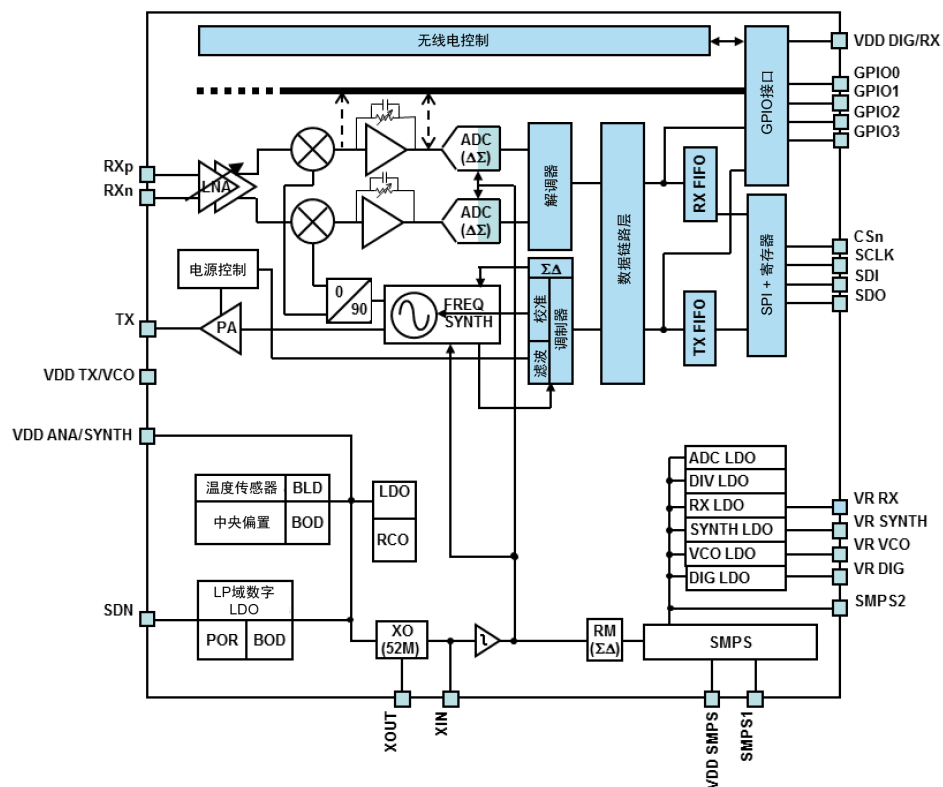 无线电控制
VDD DIG/RX
GPIO0
GPIO1
GPIO2
GPIO3
GPIO接口
RXp
RXn
LNA
ADC
(ΔΣ)
ADC
(ΔΣ)
解调器
数据链路层
RX FIFO
TX FIFO
SPI + 寄存器
CSn
SCLK
SDI
SDO
电源控制
TX
PA
0
90
FREQ
SYNTH
ΣΔ
校准
滤波
调制器
VDD TX/VCO
VDD ANA/SYNTH
温度传感器
BLD
中央偏置
BOD
LDO
RCO
ADC LDO
DIV LDO
RX LDO
SYNTH LDO
VCO LDO
DIG LDO
VR RX
VR SYNTH
VR VCO
VR DIG
SMPS2
SDN
LP域数字
LDO
POR
BOD
XO
(52M)
RM
(ΣΔ)
SMPS
XOUT
XIN
VDD SMPS
SMPS1